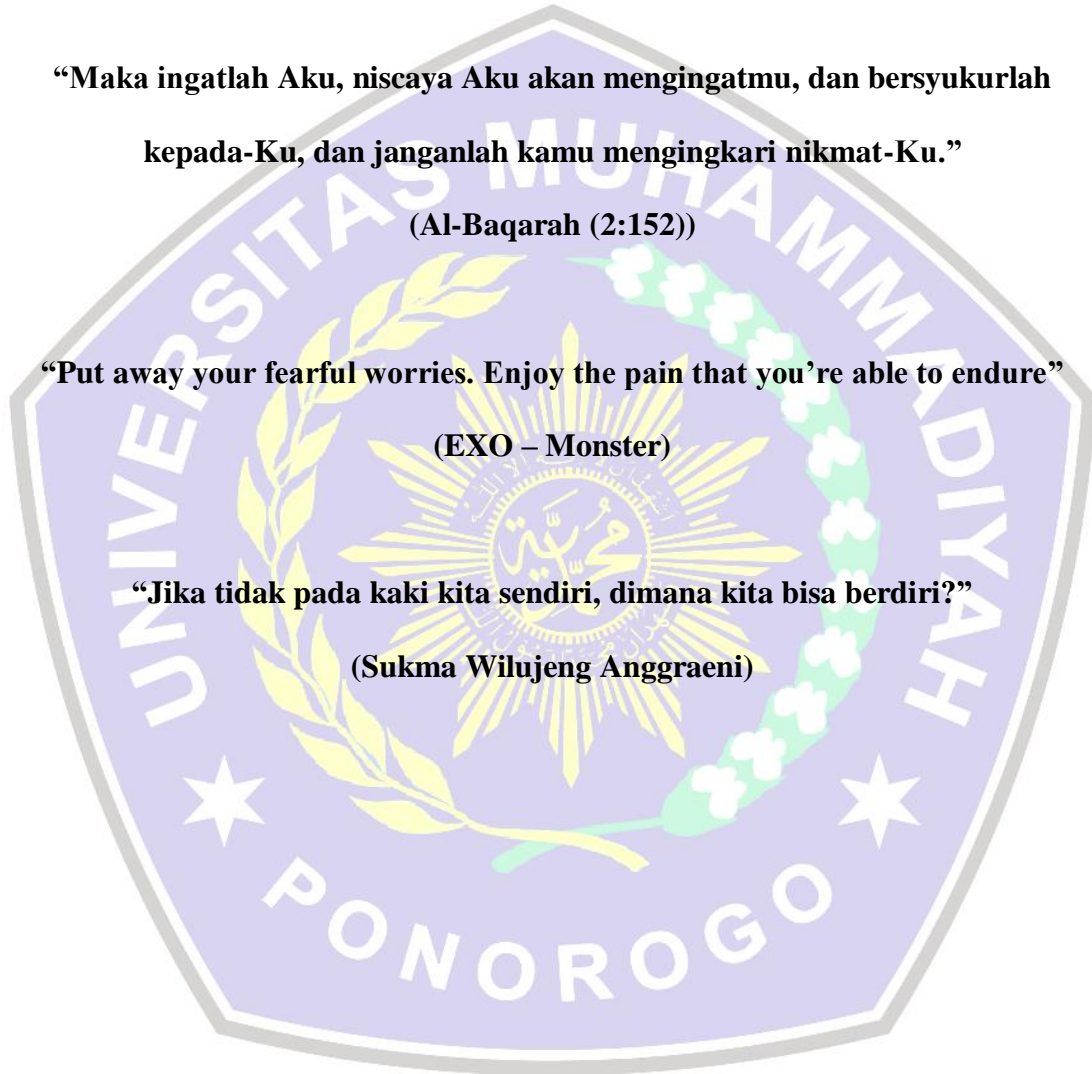 “Maka ingatlah Aku, niscaya Aku akan mengingatmu, dan bersyukurlah
kepada-Ku, dan janganlah kamu mengingkari nikmat-Ku.”
(Al-Baqarah (2:152))
“Put away your fearful worries. Enjoy the pain that you’re able to endure”
(EXO – Monster)
“Jika tidak pada kaki kita sendiri, dimana kita bisa berdiri?”
(Sukma Wilujeng Anggraeni)
UNIVERSITAS MUHAMMADIYAH
PONOROGO
محمدية